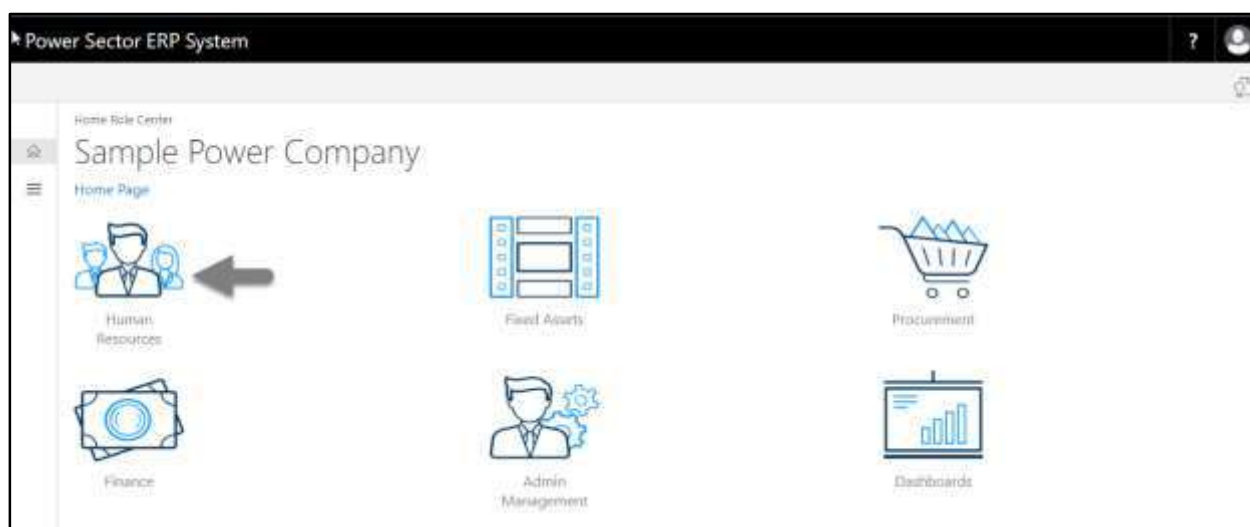 Power Sector ERP System
?
Home Role Center
Sample Power Company
Home Page
Human
Resources
Fixed Assets
Procurement
Finance
Admin
Management
Dashboards